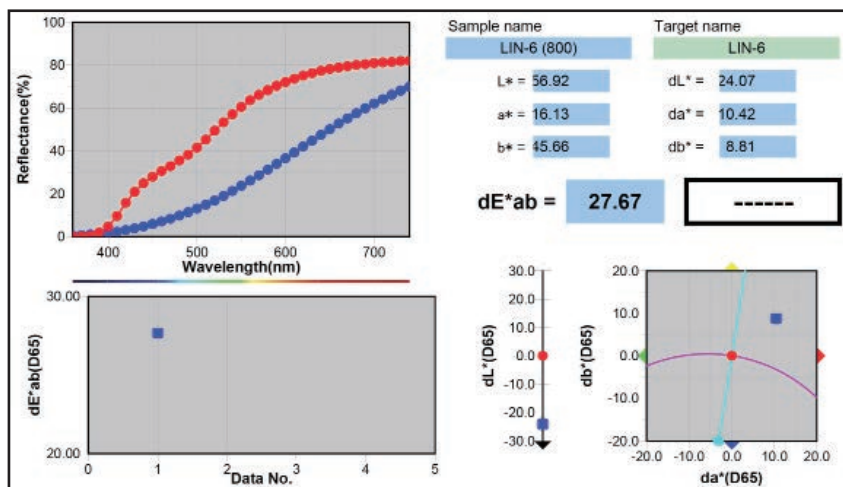 100
80
60
40
20
0
Reflectance(%)
400 500 600 700
Wavelength(nm)
Sample name Target name
LIN-6 (800) LIN-6
L* = 56.92 dL* = 24.07
a* = 16.13 da* = 10.42
b* = 45.66 db* = 8.81
dE*ab = 27.67 ------
30.00
20.00
dE*ab(D65)
0 1 2 3 4 5
Data No.
30.0
20.0
10.0
0.0
-10.0
-20.0
-30.0
dL*(D65)
20.0
10.0
0.0
-10.0
-20.0
db*(D65)
-20.0 -10.0 0.0 10.0 20.0
da*(D65)